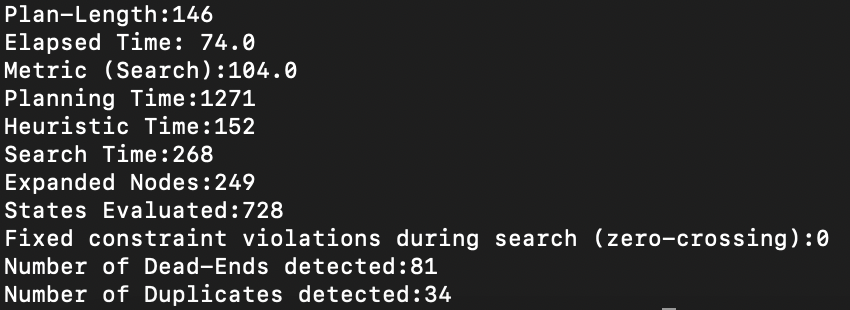 Plan-Length:146
Elapsed Time: 74.0
Metric (Search):104.0
Planning Time:1271
Heuristic Time:152
Search Time:268
Expanded Nodes:249
States Evaluated:728
Fixed constraint violations during search (zero-crossing):0
Number of Dead-Ends detected:81
Number of Duplicates detected:34